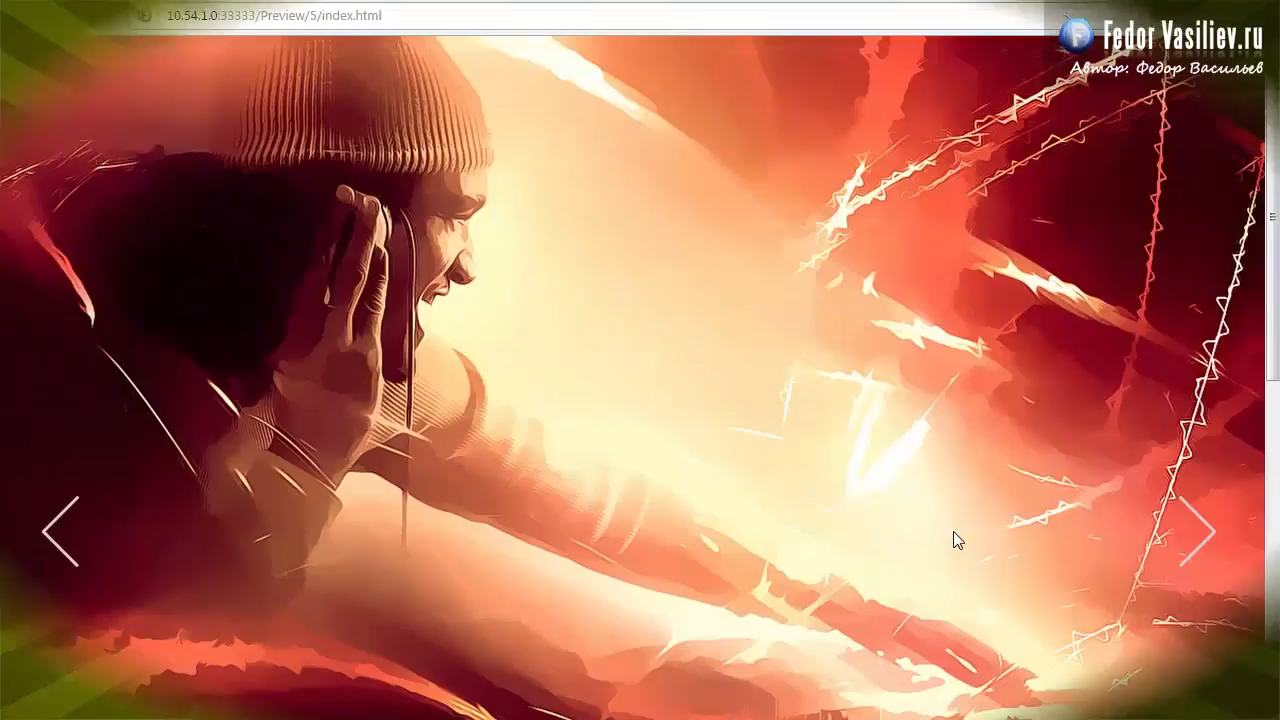 10.54.1.0:33333/Preview/5/index.html
Fedor Vasiliev.ru
Автор: Федор Васильев